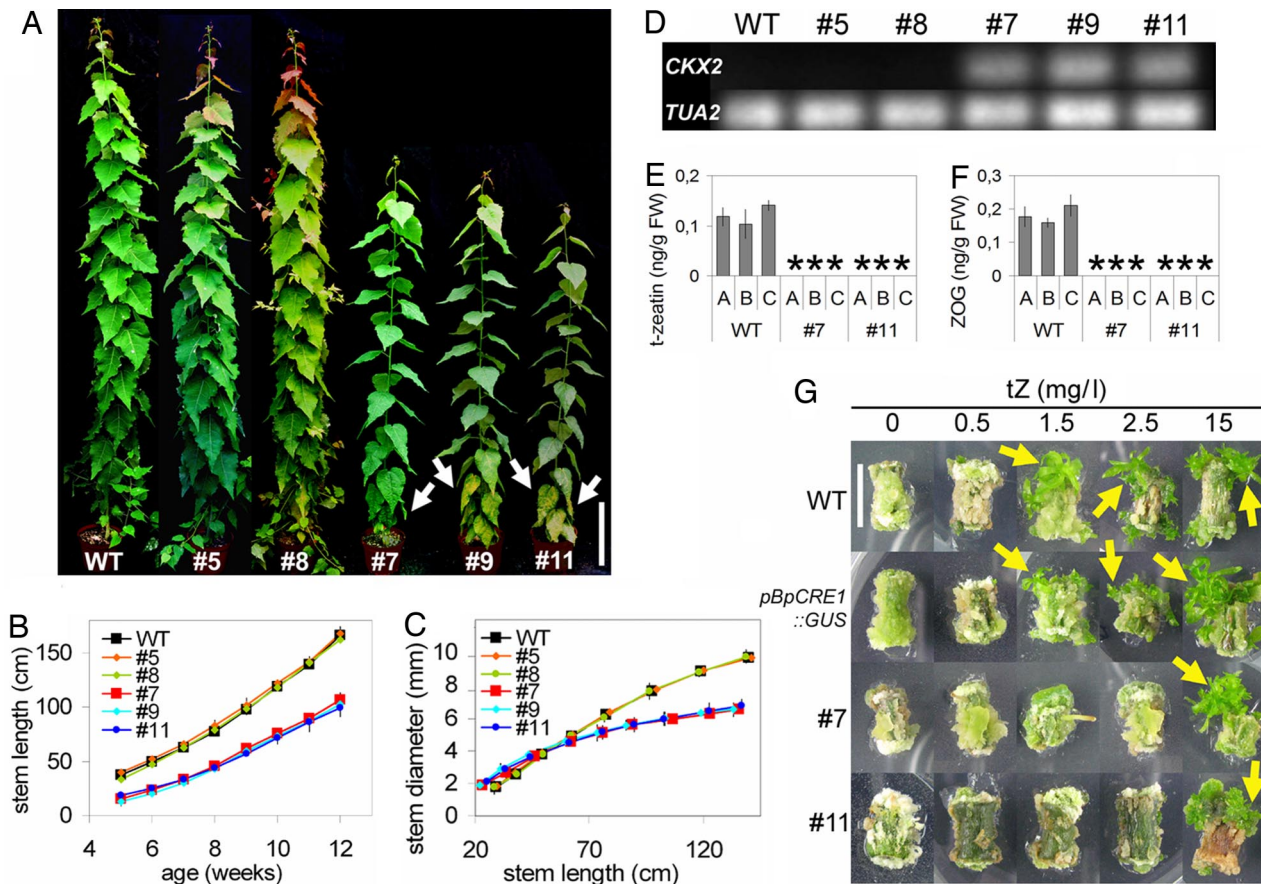 A
WT #5 #8 #7 #9 #11
B
WT
#5
#8
#7
#9
#11
stem length (cm)
150
100
50
0
4 6 8 10 12
age (weeks)
C
WT
#5
#8
#7
#9
#11
stem diameter (mm)
10
8
6
4
2
0
20 70 120
stem length (cm)
D
WT #5 #8 #7 #9 #11
CKX2
TUA2
E
t-zeatin (ng/g FW)
0,2
0,1
0
*** ***
A B C A B C A B C
WT #7 #11
F
ZOG (ng/g FW)
0,3
0,2
0,1
0
*** ***
A B C A B C A B C
WT #7 #11
G
tZ (mg/l)
0 0.5 1.5 2.5 15
WT
pBpCRE1
::GUS
#7
#11